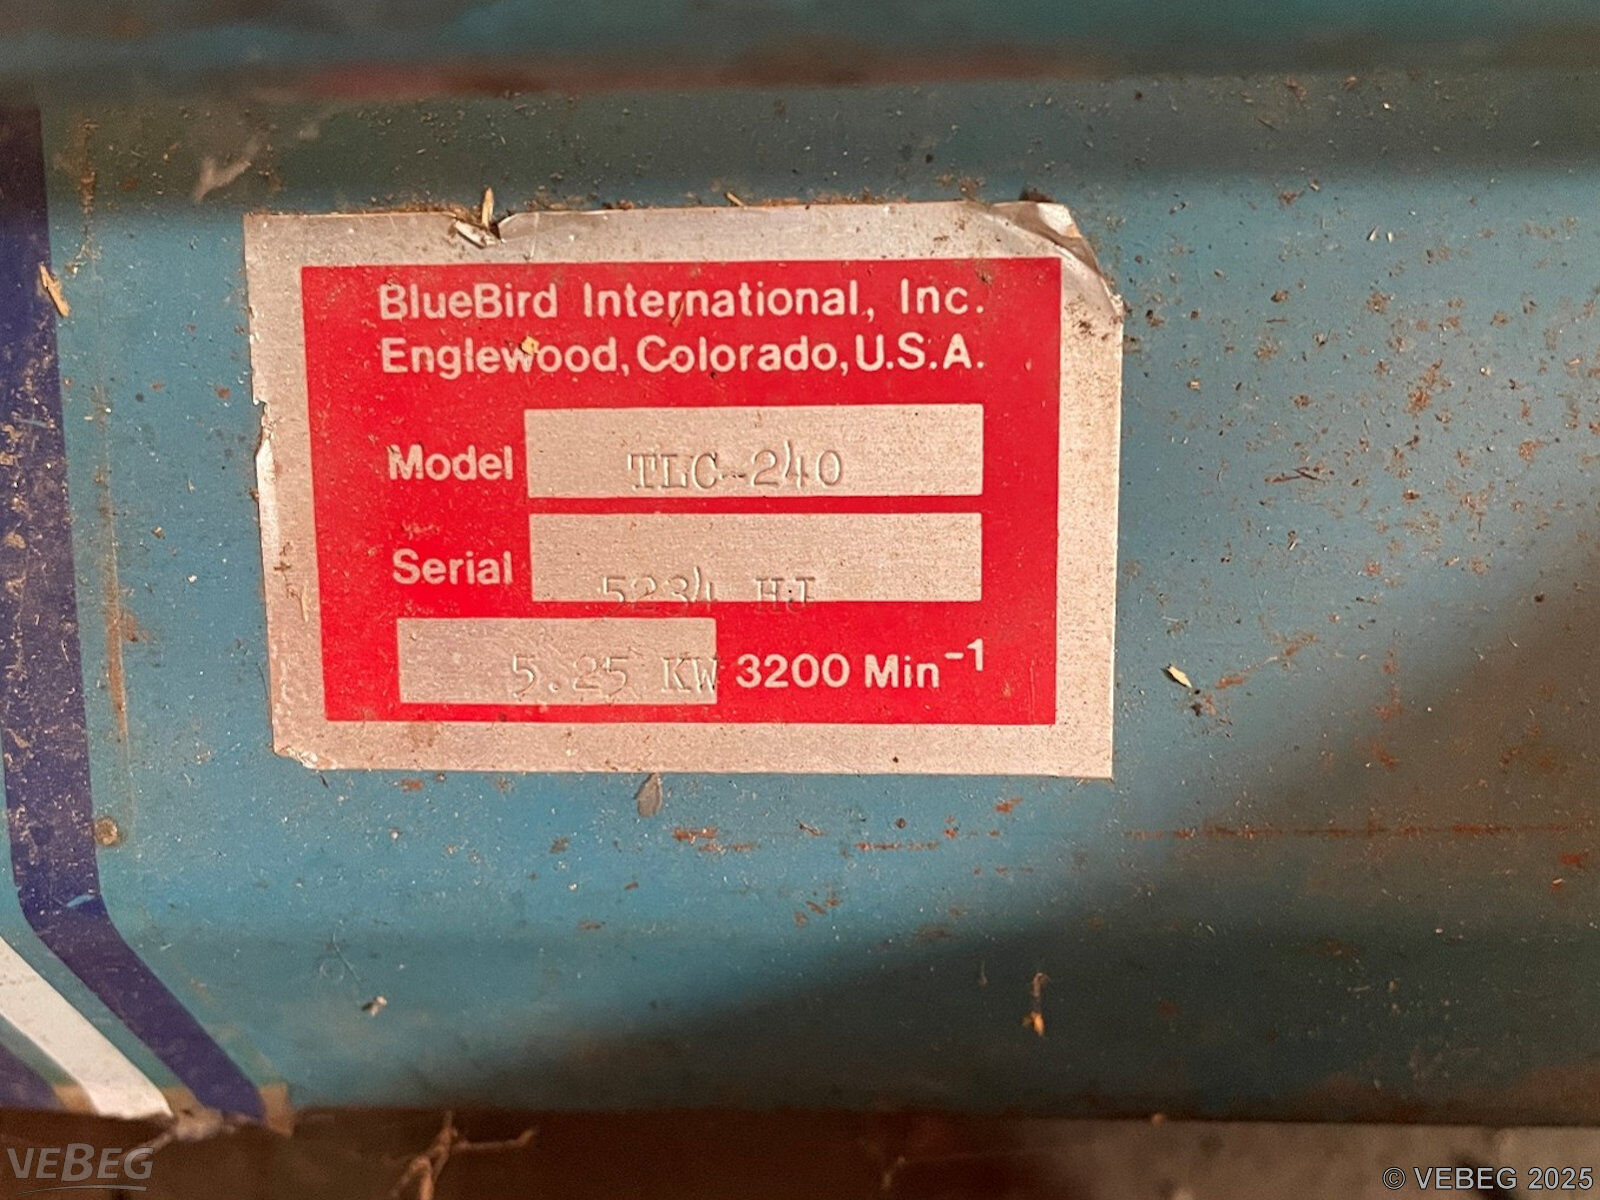 BlueBird International, Inc.
Englewood, Colorado, U.S.A.
Model TLC-240
Serial 5234 HJ
5.25 KW 3200 Min⁻¹
VEBEG
© VEBEG 2025